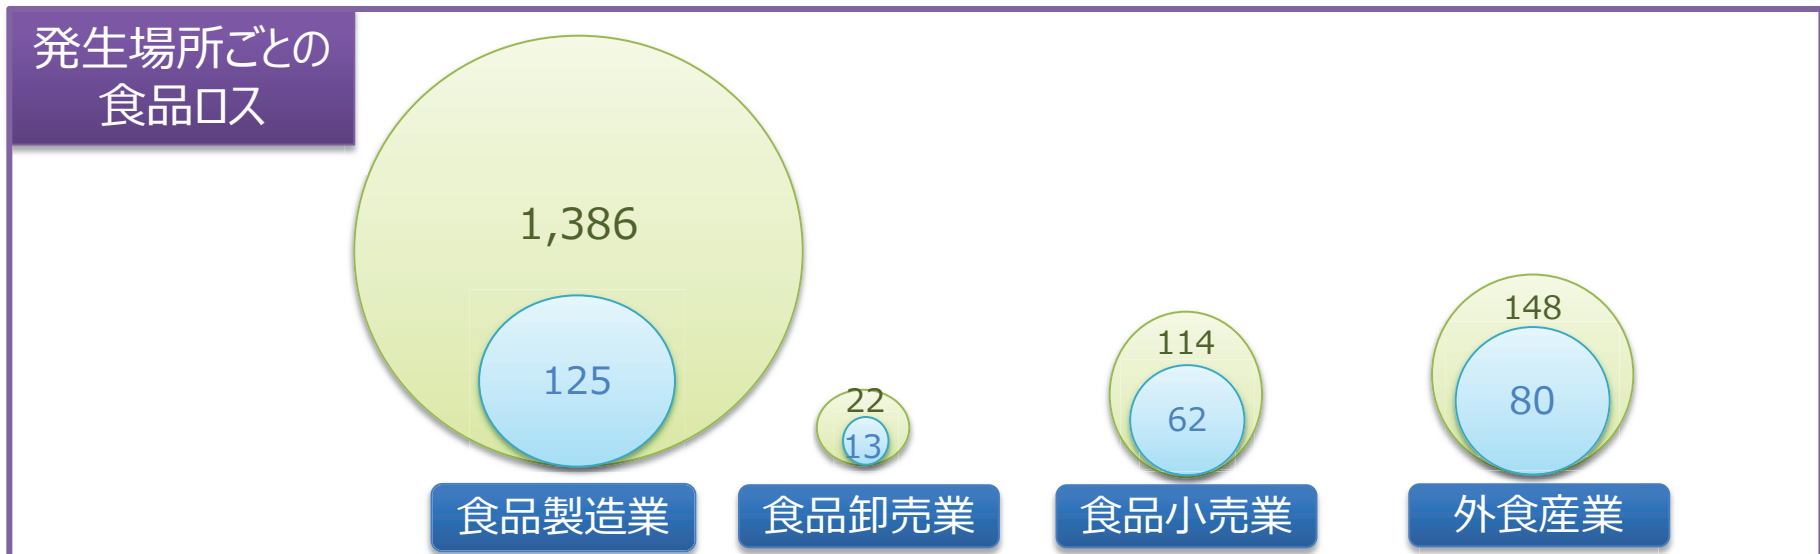 発生場所ごとの
食品ロス
1,386
125
22
13
114
62
148
80
食品製造業
食品卸売業
食品小売業
外食産業